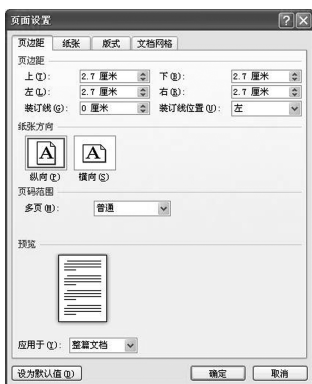 页面设置
页边距 纸张 版式 文档网格
页边距
上(T): 2.7 厘米 下(B): 2.7 厘米
左(L): 2.7 厘米 右(R): 2.7 厘米
装订线(G): 0 厘米 装订线位置(U): 左
纸张方向
A A
纵向(P) 横向(S)
页码范围
多页(M): 普通
预览
应用于(Y): 整篇文档
设为默认值(D) 确定 取消